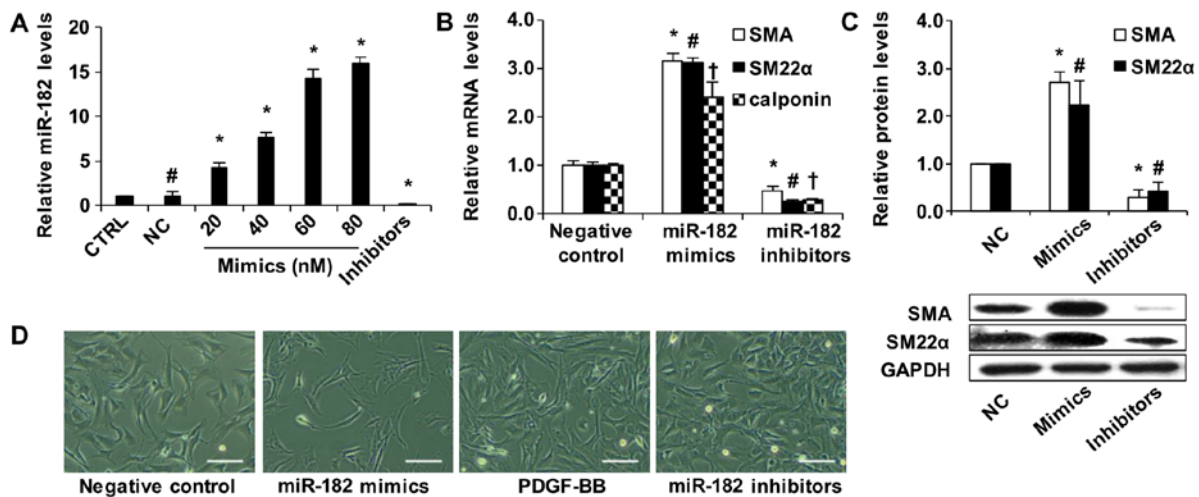 A
Relative miR-182 levels
20
15
10
5
0
*
*
*
*
#
*
CTRL
NC
20
40
60
80
Inhibitors
Mimics (nM)
B
Relative mRNA levels
4.0
3.0
2.0
1.0
0.0
SMA
SM22α
calponin
* # †
* # †
Negative control
miR-182 mimics
miR-182 inhibitors
C
Relative protein levels
4.0
3.0
2.0
1.0
0.0
SMA
SM22α
* #
* #
NC
Mimics
Inhibitors
SMA
SM22α
GAPDH
NC
Mimics
Inhibitors
D
Negative control
miR-182 mimics
PDGF-BB
miR-182 inhibitors